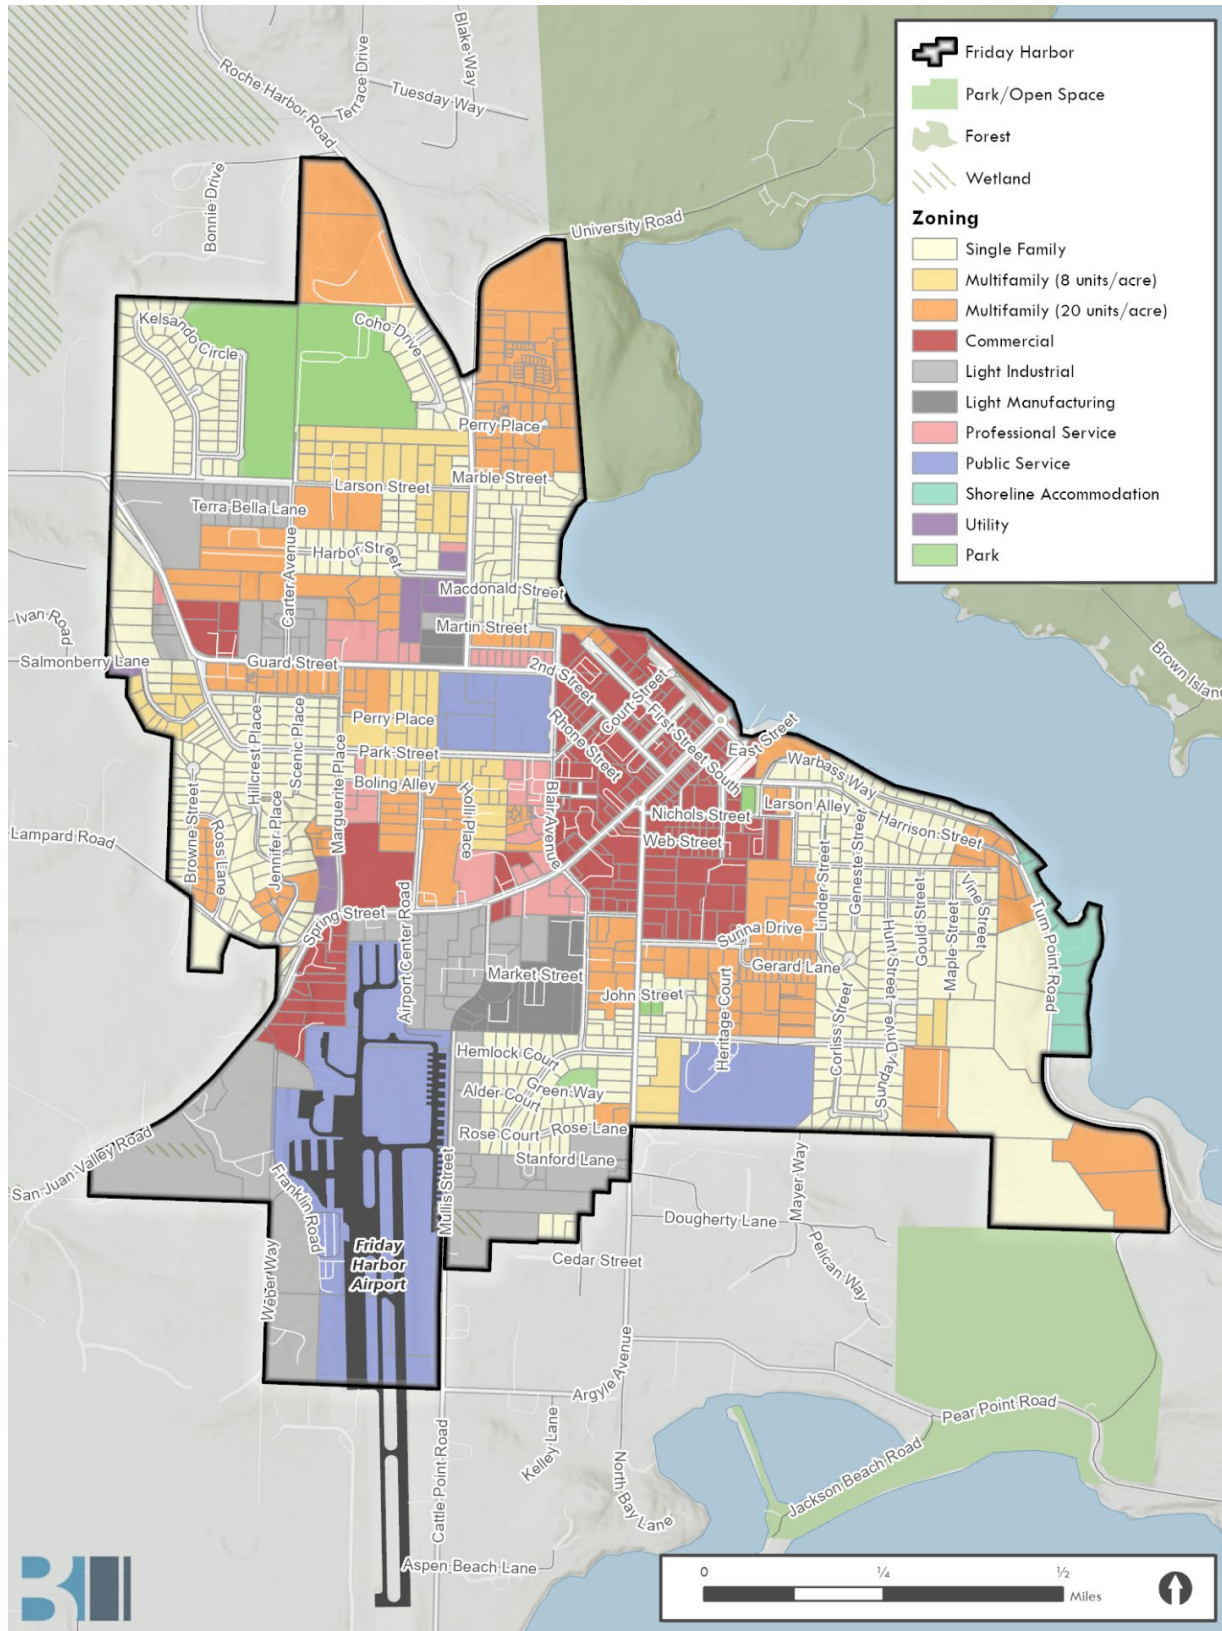 Friday Harbor
Park/Open Space
Forest
Wetland
Zoning
Single Family
Multifamily (8 units/acre)
Multifamily (20 units/acre)
Commercial
Light Industrial
Light Manufacturing
Professional Service
Public Service
Shoreline Accommodation
Utility
Park
Blake Way
Terrace Drive
Tuesday Way
Roche Harbor Road
Bonnie Drive
University Road
Kelsando Circle
Coho Drive
Perry Place
Marble Street
Larson Street
Terra Bella Lane
Harbor Street
Carter Avenue
Macdonald Street
Martin Street
Ivan Road
Salmonberry Lane
Guard Street
2nd Street
Court Street
Brown Island
Perry Place
Rhone Street
First Street South
East Street
Hillcrest Place
Scenic Place
Marguerite Place
Park Street
Boling Alley
Holli Place
Blair Avenue
Warbass Way
Larson Alley
Harrison Street
Nichols Street
Web Street
Lampard Road
Browne Street
Ross Lane
Jennifer Place
Linder Street
Geneste Street
Spring Street
Airport Center Road
Surina Drive
Hunt Street
Gould Street
Maple Street
Vine Street
Turn Point Road
Market Street
Gerard Lane
John Street
Heritage Court
Corliss Street
Sunday Drive
Hemlock Court
Green Way
Alder Court
Rose Court
Rose Lane
Stanford Lane
San Juan Valley Road
Franklin Road
Mullis Street
Mayer Way
Dougherty Lane
Pelican Way
Cedar Street
Weber Way
Friday
Harbor
Airport
Argyle Avenue
Pear Point Road
Kelley Lane
North Bay Lane
Jackson Beach Road
Cattle Point Road
Aspen Beach Lane
0 ¼ ½
Miles